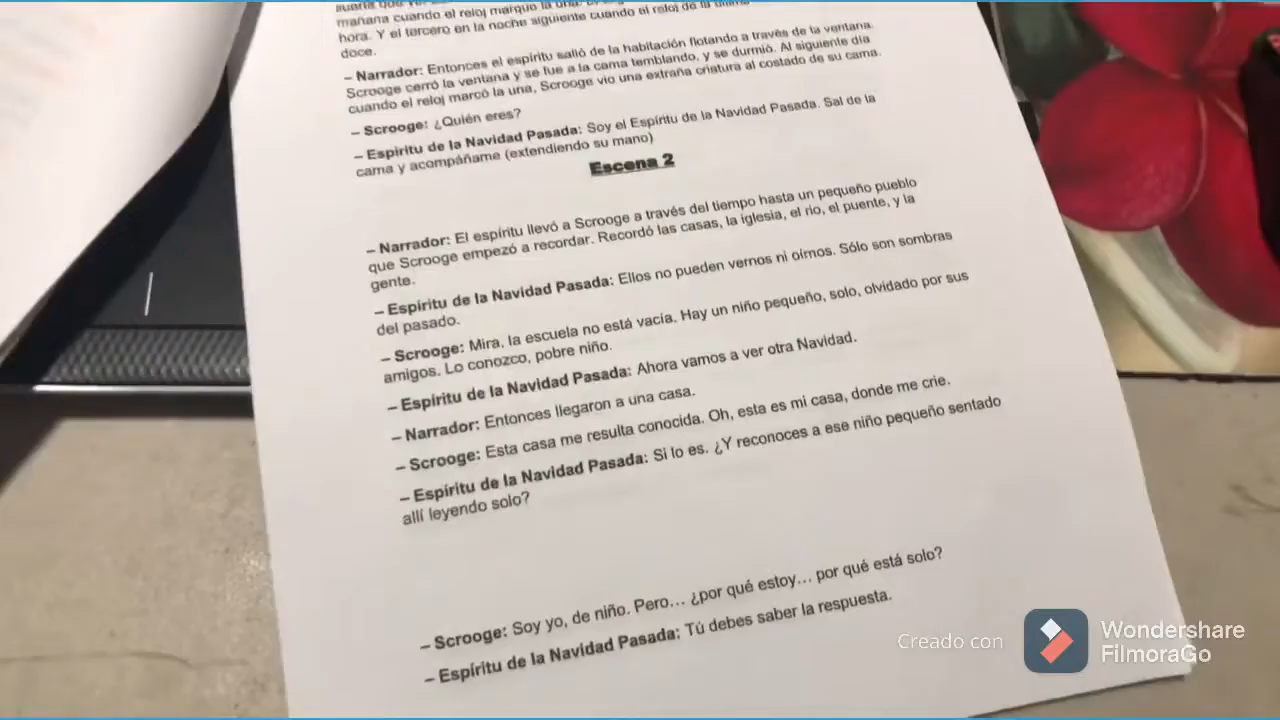 mañana cuando el reloj marque la una.
hora. Y el tercero en la noche siguiente cuando el reloj de la última
doce.
– Narrador: Entonces el espíritu salió de la habitación flotando a través de la ventana.
Scrooge cerró la ventana y se fue a la cama temblando, y se durmió. Al siguiente día
cuando el reloj marcó la una, Scrooge vio una extraña criatura al costado de su cama.
– Scrooge: ¿Quién eres?
– Espíritu de la Navidad Pasada: Soy el Espíritu de la Navidad Pasada. Sal de la
cama y acompáñame (extendiendo su mano)
Escena 2
– Narrador: El espíritu llevó a Scrooge a través del tiempo hasta un pequeño pueblo
que Scrooge empezó a recordar. Recordó las casas, la iglesia, el río, el puente, y la
gente.
– Espíritu de la Navidad Pasada: Ellos no pueden vernos ni oírnos. Sólo son sombras
del pasado.
– Scrooge: Mira, la escuela no está vacía. Hay un niño pequeño, solo, olvidado por sus
amigos. Lo conozco, pobre niño.
– Espíritu de la Navidad Pasada: Ahora vamos a ver otra Navidad.
– Narrador: Entonces llegaron a una casa.
– Scrooge: Esta casa me resulta conocida. Oh, esta es mi casa, donde me crie.
– Espíritu de la Navidad Pasada: Si lo es. ¿Y reconoces a ese niño pequeño sentado
allí leyendo solo?
– Scrooge: Soy yo, de niño. Pero… ¿por qué estoy… por qué está solo?
– Espíritu de la Navidad Pasada: Tú debes saber la respuesta.
Creado con
Wondershare
FilmoraGo